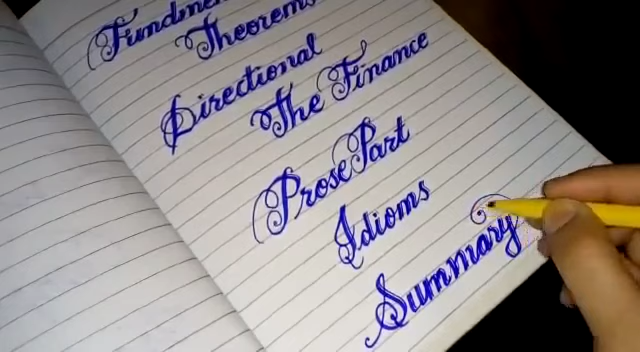 Theorems
Directional
The Finance
Prose Part
Idioms
Summary